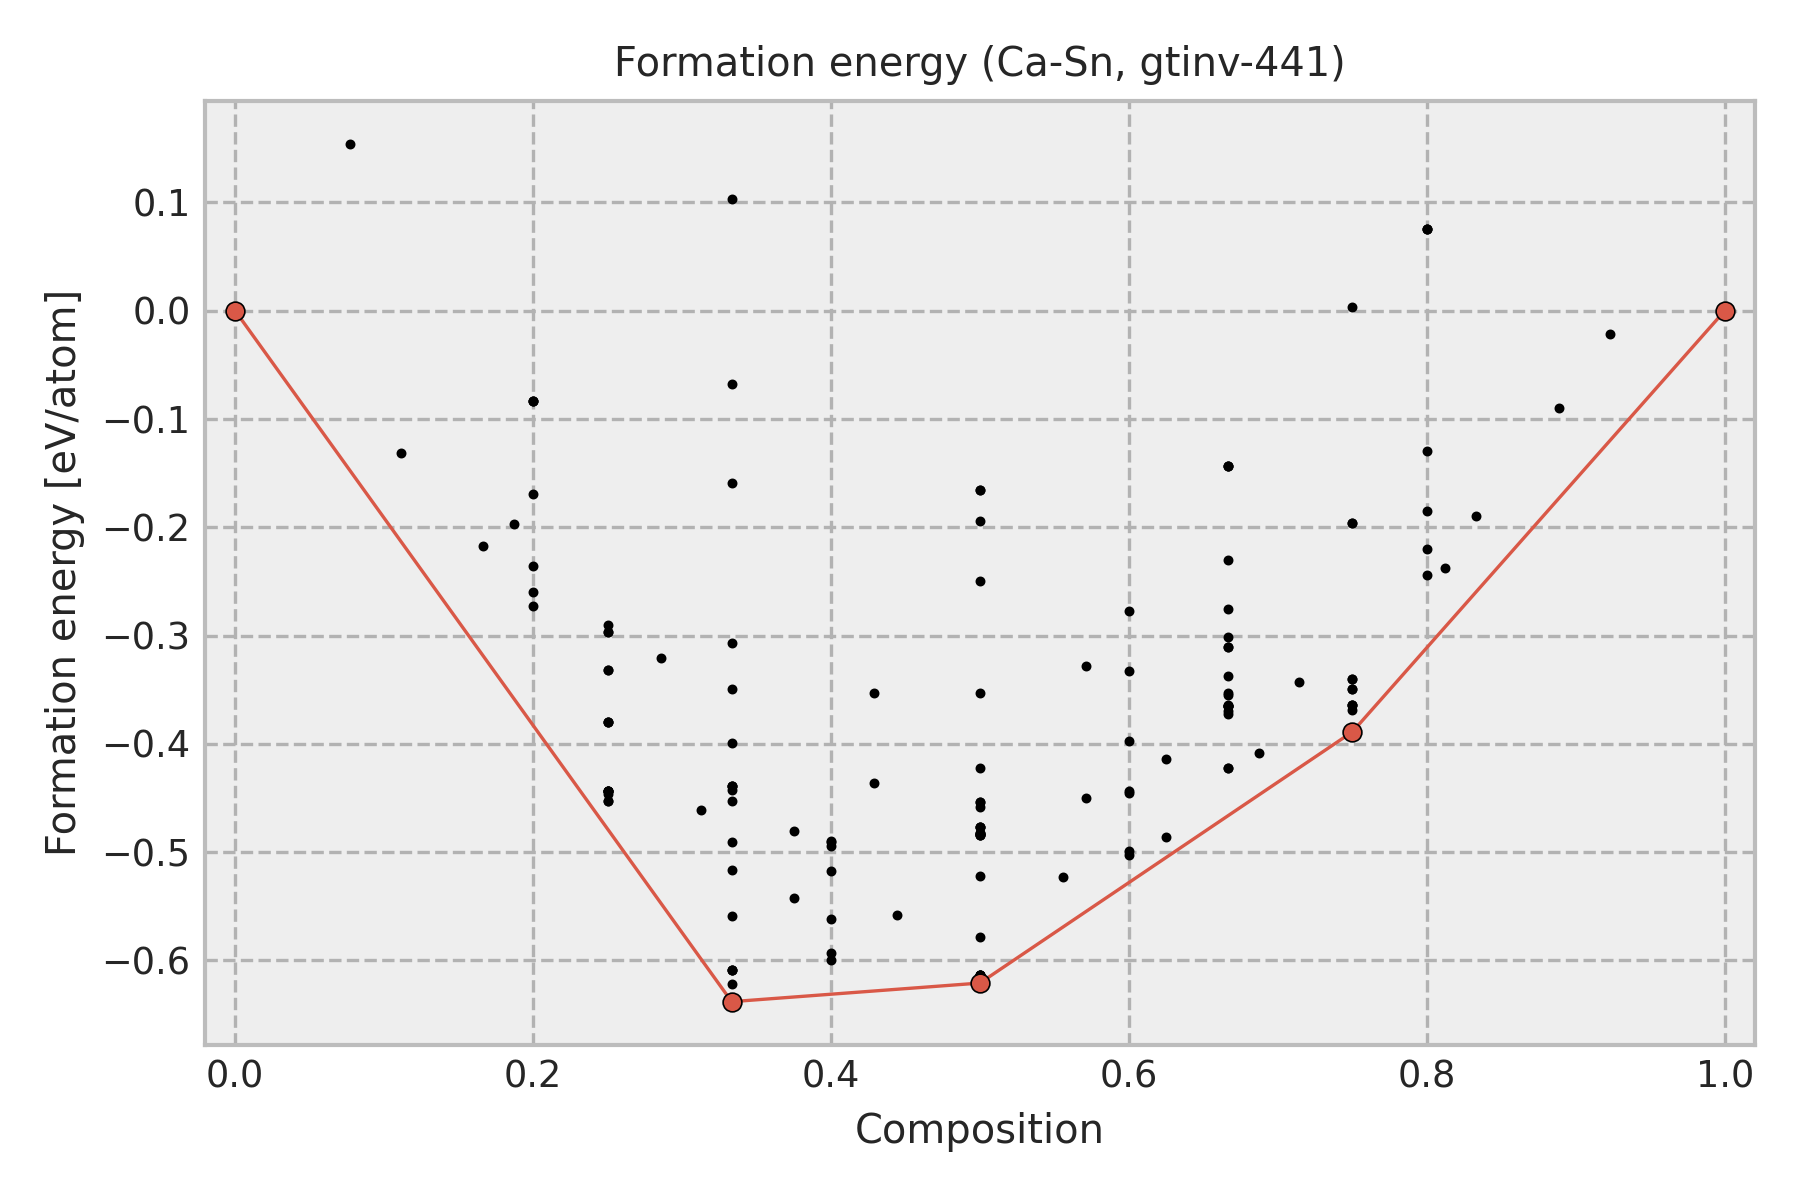 Formation energy (Ca-Sn, gtinv-441)
Formation energy [eV/atom]
0.1
0.0
−0.1
−0.2
−0.3
−0.4
−0.5
−0.6
0.0 0.2 0.4 0.6 0.8 1.0
Composition